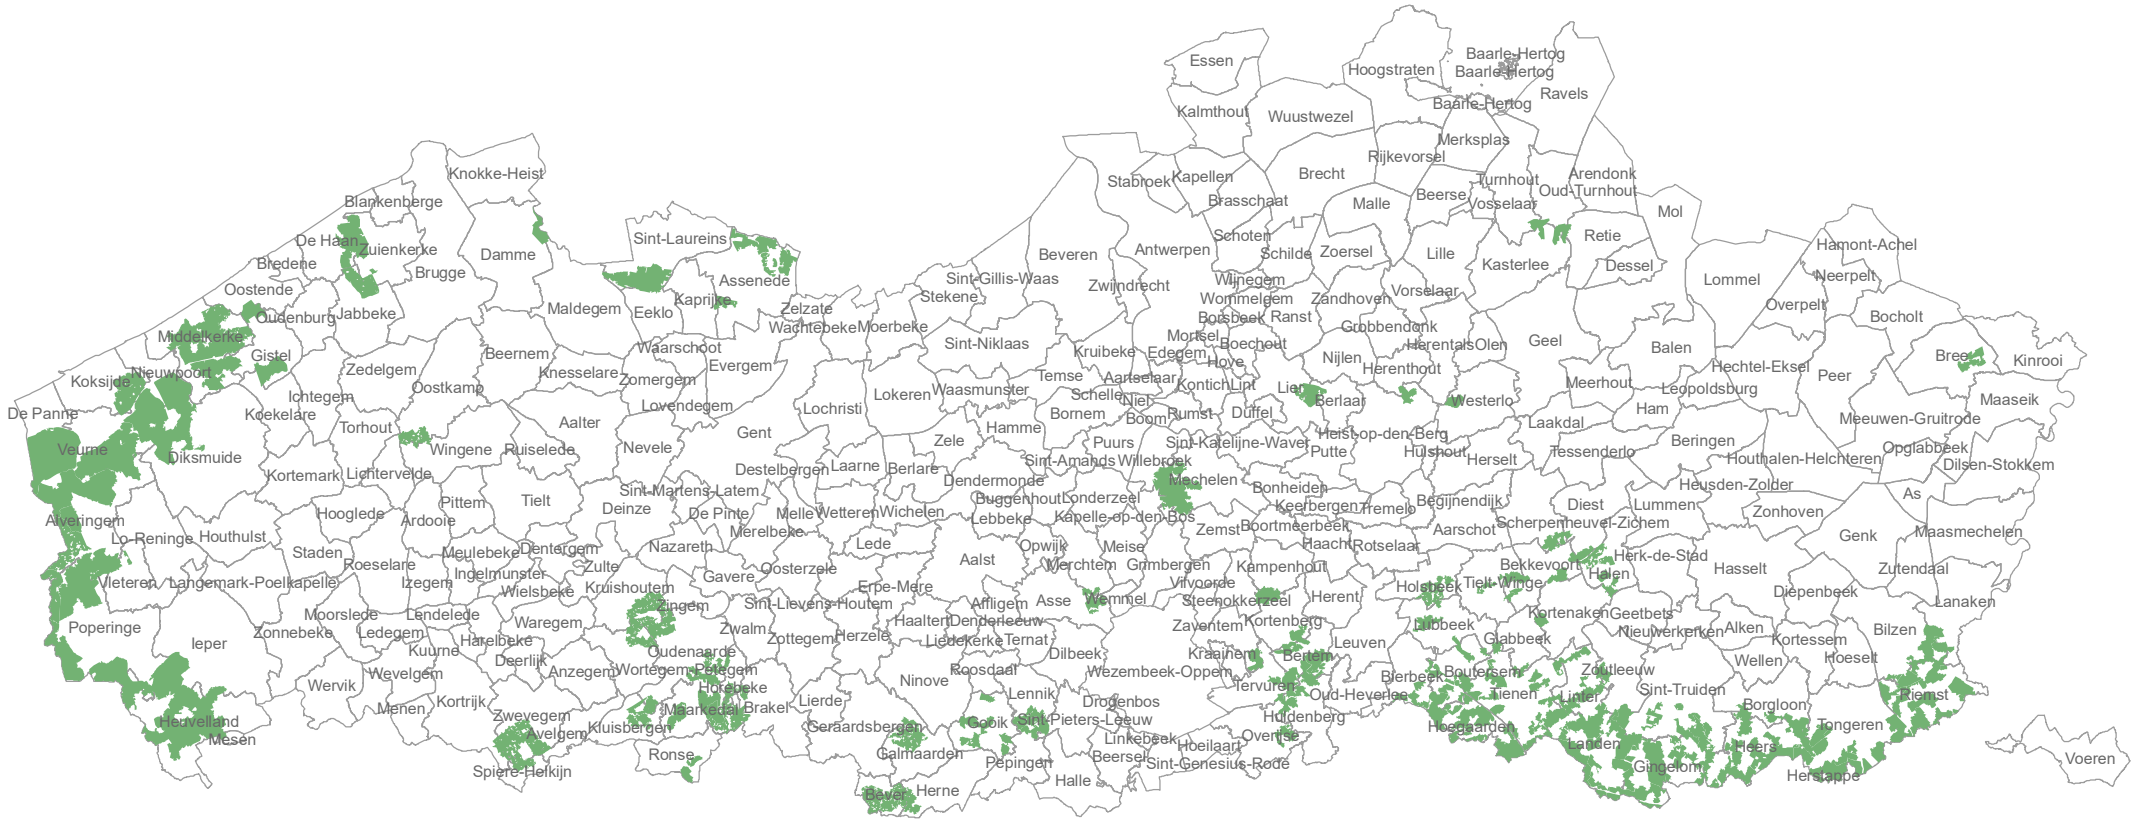 Essen
Hoogstraten
Baarle-Hertog
Baarle-Hertog
Ravels
Baarle-Hertog
Kalmthout
Wuustwezel
Merksplas
Rijkevorsel
Knokke-Heist
Stabroek
Kapellen
Brecht
Turnhout
Arendonk
Oud-Turnhout
Blankenberge
Brasschaat
Malle
Beerse
Vosselaar
Mol
De Haan
Zuienkerke
Damme
Sint-Laureins
Beveren
Antwerpen
Schoten
Schilde
Zoersel
Lille
Kasterlee
Retie
Dessel
Hamont-Achel
Bredene
Brugge
Oostende
Assenede
Sint-Gillis-Waas
Stekene
Zwijndrecht
Wijnegem
Wommelgem
Borsbeek
Ranst
Zandhoven
Vorselaar
Lommel
Neerpelt
Overpelt
Bocholt
Oudenburg
Jabbeke
Maldegem
Eeklo
Kaprijke
Zelzate
Wachtebeke
Moerbeke
Mortsel
Grobbendonk
Middelkerke
Gistel
Beernem
Waarschoot
Evergem
Sint-Niklaas
Kruibeke
Edegem
Boechout
Hove
Nijlen
Herentals
Olen
Geel
Balen
Bree
Kinrooi
Koksijde
Nieuwpoort
Zedelgem
Oostkamp
Knesselare
Zomergem
Lokeren
Waasmunster
Temse
Aartselaar
Kontich
Lint
Lier
Herenthout
Meerhout
Leopoldsburg
Hechtel-Eksel
Peer
Maaseik
De Panne
Koekelare
Ichtegem
Torhout
Aalter
Lovendegem
Lochristi
Hamme
Bornem
Schelle
Niel
Boom
Rumst
Duffel
Berlaar
Westerlo
Laakdal
Ham
Meeuwen-Gruitrode
Veurne
Diksmuide
Wingene
Ruiselede
Nevele
Gent
Zele
Puurs
Sint-Katelijne-Waver
Heist-op-den-Berg
Putte
Hulshout
Herselt
Tessenderlo
Beringen
Houthalen-Helchteren
Opglabbeek
Dilsen-Stokkem
Kortemark
Lichtervelde
Destelbergen
Laarne
Berlare
Sint-Amands
Willebroek
Mechelen
Dendermonde
Buggenhout
Londerzeel
Bonheiden
Keerbergen
Tremelo
Begijnendijk
Diest
Lummen
Heusden-Zolder
Zonhoven
As
Alveringem
Hooglede
Ardooie
Pittem
Tielt
Deinze
Sint-Martens-Latem
De Pinte
Melle
Merelbeke
Wetteren
Wichelen
Lebbeke
Kapelle-op-den-Bos
Zemst
Boortmeerbeek
Haacht
Rotselaar
Aarschot
Scherpenheuvel-Zichem
Genk
Maasmechelen
Lo-Reninge
Houthulst
Staden
Roeselare
Meulebeke
Dentergem
Nazareth
Lede
Aalst
Opwijk
Meise
Merchtem
Grimbergen
Kampenhout
Bekkevoort
Herk-de-Stad
Halen
Hasselt
Zutendaal
Vleteren
Langemark-Poelkapelle
Izegem
Ingelmunster
Wielsbeke
Zulte
Kruishoutem
Gavere
Oosterzele
Erpe-Mere
Vilvoorde
Holsbeek
Tielt-Winge
Diepenbeek
Lanaken
Poperinge
Ieper
Moorslede
Zonnebeke
Lendelede
Ledegem
Harelbeke
Kuurne
Waregem
Zingem
Sint-Lievens-Houtem
Zwalm
Zottegem
Herzele
Haaltert
Affligem
Denderleeuw
Liedekerke
Ternat
Asse
Wemmel
Steenokkerzeel
Zaventem
Kortenberg
Herent
Leuven
Lubbeek
Kortenaken
Geetbets
Glabbeek
Nieuwerkerken
Alken
Kortessem
Bilzen
Hoeselt
Wellen
Wervik
Wevelgem
Menen
Kortrijk
Deerlijk
Anzegem
Oudenaarde
Wortegem-Petegem
Horebeke
Maarkedal
Brakel
Lierde
Ninove
Roosdaal
Dilbeek
Lennik
Wezembeek-Oppem
Kraainem
Bertem
Tervuren
Oud-Heverlee
Bierbeek
Boutersem
Tienen
Zoutleeuw
Linter
Sint-Truiden
Borgloon
Riemst
Heuvelland
Mesen
Zwevegem
Avelgem
Spiere-Helkijn
Kluisbergen
Ronse
Geraardsbergen
Galmaarden
Gooik
Sint-Pieters-Leeuw
Drogenbos
Linkebeek
Beersel
Hoeilaart
Sint-Genesius-Rode
Huldenberg
Overijse
Hoegaarden
Landen
Gingelom
Heers
Tongeren
Herstappe
Voeren
Pepingen
Halle
Bever
Herne